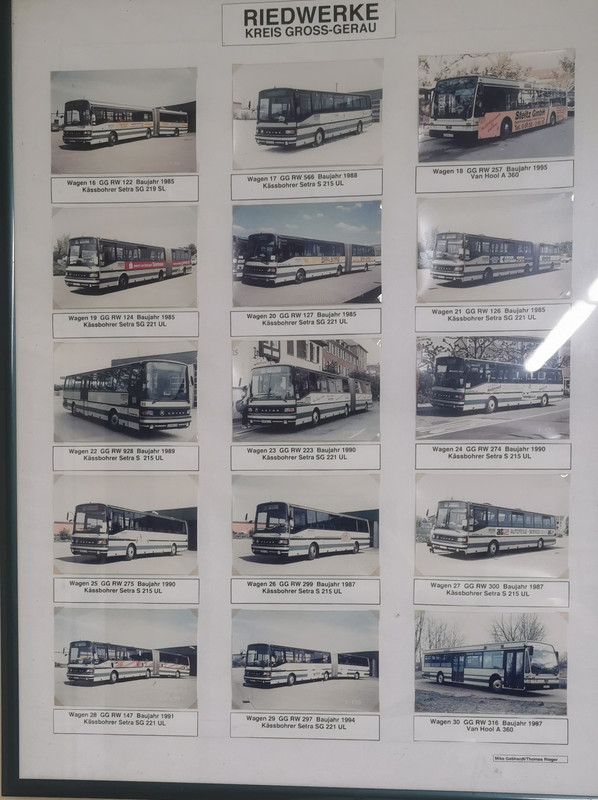 RIEDWERKE
KREIS GROSS-GERAU
Wagen 16 GG RW 122 Baujahr 1985
Kässbohrer Setra SG 219 SL
Wagen 17 GG RW 566 Baujahr 1988
Kässbohrer Setra S 215 UL
Steitz GmbH
Wagen 18 GG RW 257 Baujahr 1995
Van Hool A 360
Wagen 19 GG RW 124 Baujahr 1985
Kässbohrer Setra SG 221 UL
Wagen 20 GG RW 127 Baujahr 1985
Kässbohrer Setra SG 221 UL
Wagen 21 GG RW 126 Baujahr 1985
Kässbohrer Setra SG 221 UL
Wagen 22 GG RW 928 Baujahr 1989
Kässbohrer Setra S 215 UL
Wagen 23 GG RW 223 Baujahr 1990
Kässbohrer Setra SG 221 UL
Wagen 24 GG RW 274 Baujahr 1990
Kässbohrer Setra S 215 UL
Wagen 25 GG RW 275 Baujahr 1990
Kässbohrer Setra S 215 UL
Wagen 26 GG RW 299 Baujahr 1987
Kässbohrer Setra S 215 UL
Wagen 27 GG RW 300 Baujahr 1987
Kässbohrer Setra S 215 UL
Wagen 28 GG RW 147 Baujahr 1991
Kässbohrer Setra SG 221 UL
Wagen 29 GG RW 297 Baujahr 1994
Kässbohrer Setra SG 221 UL
Wagen 30 GG RW 316 Baujahr 1997
Van Hool A 360
Mike Gotthardt/Thomas Rieger